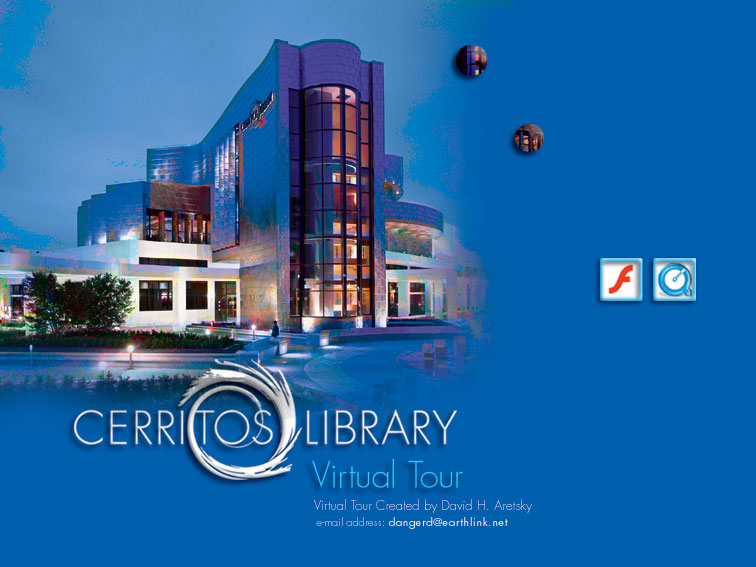 CERRITOS LIBRARY
Virtual Tour
Virtual Tour Created by David H. Aretsky
e-mail address: dangerd@earthlink.net